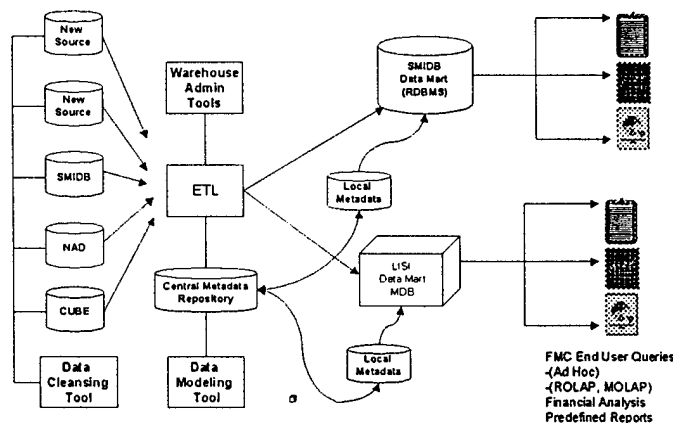 New
Source
New
Source
SMIDB
NAD
CUBE
Data
Cleansing
Tool
Warehouse
Admin
Tools
ETL
Central Metadata
Repository
Data
Modeling
Tool
SMIDB
Data Mart
(RDBMS)
Local
Metadata
Data Mart
MDB
Local
Metadata
FMC End User Queries
-(Ad Hoc)
-(ROLAP, MOLAP)
Financial Analysis
Predefined Reports